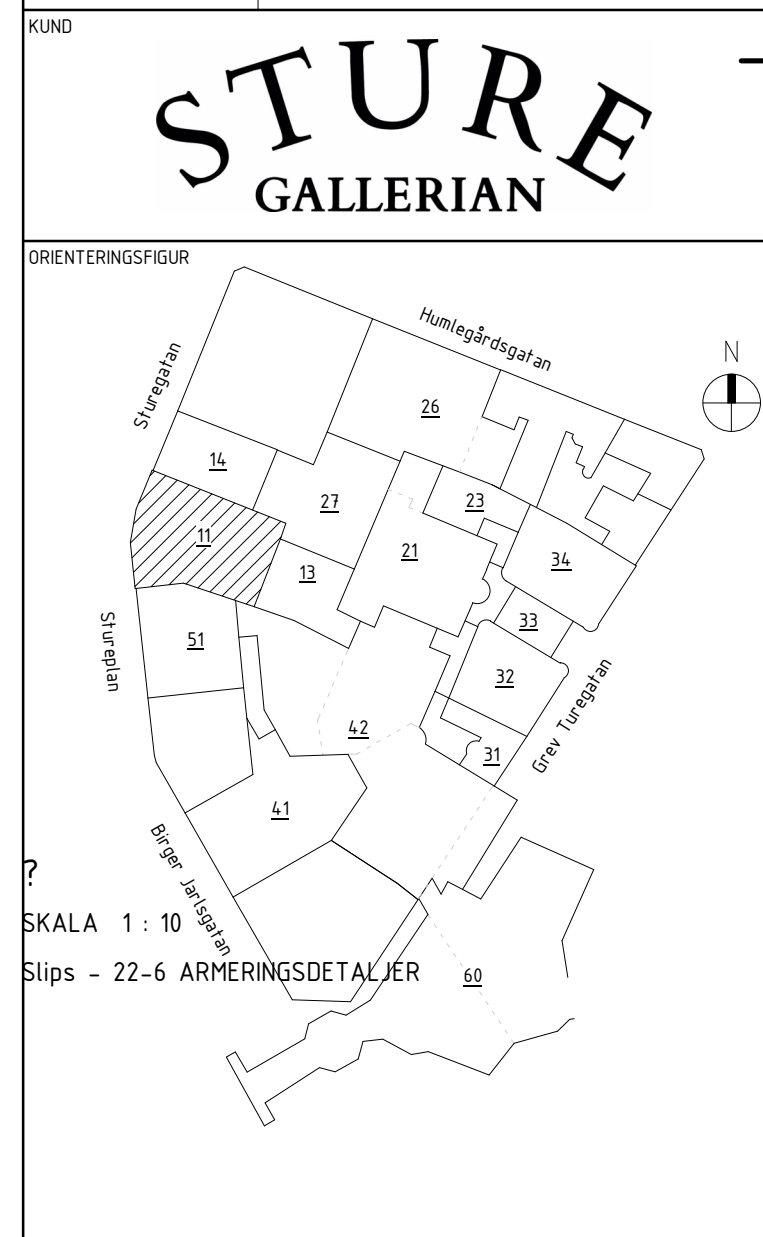 KUND
STURE
GALLERIAN
ORIENTERINGSFIGUR
Humlegårdsgatan
Sturegatan
N
26
14
27
23
11
21
34
13
33
51
Stureplan
32
42
Grev Turegatan
31
41
Birger Jarlsgatan
?
SKALA 1 : 10
Slips - 22-6 ARMERINGSDETALJER
60